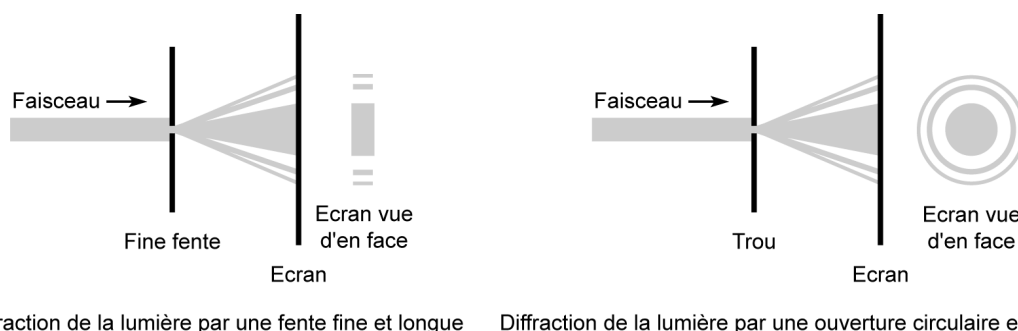 Faisceau
Fine fente
Ecran
Ecran vue
d'en face
Faisceau
Trou
Ecran
Ecran vue
d'en face
de la lumière par une fente fine et longue
Diffraction de la lumière par une ouverture circulaire